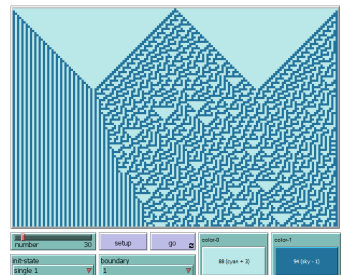 number 30
setup
go
color-0
88 (cyan + 3)
color-1
94 (sky - 1)
init-state
single 1
boundary
1